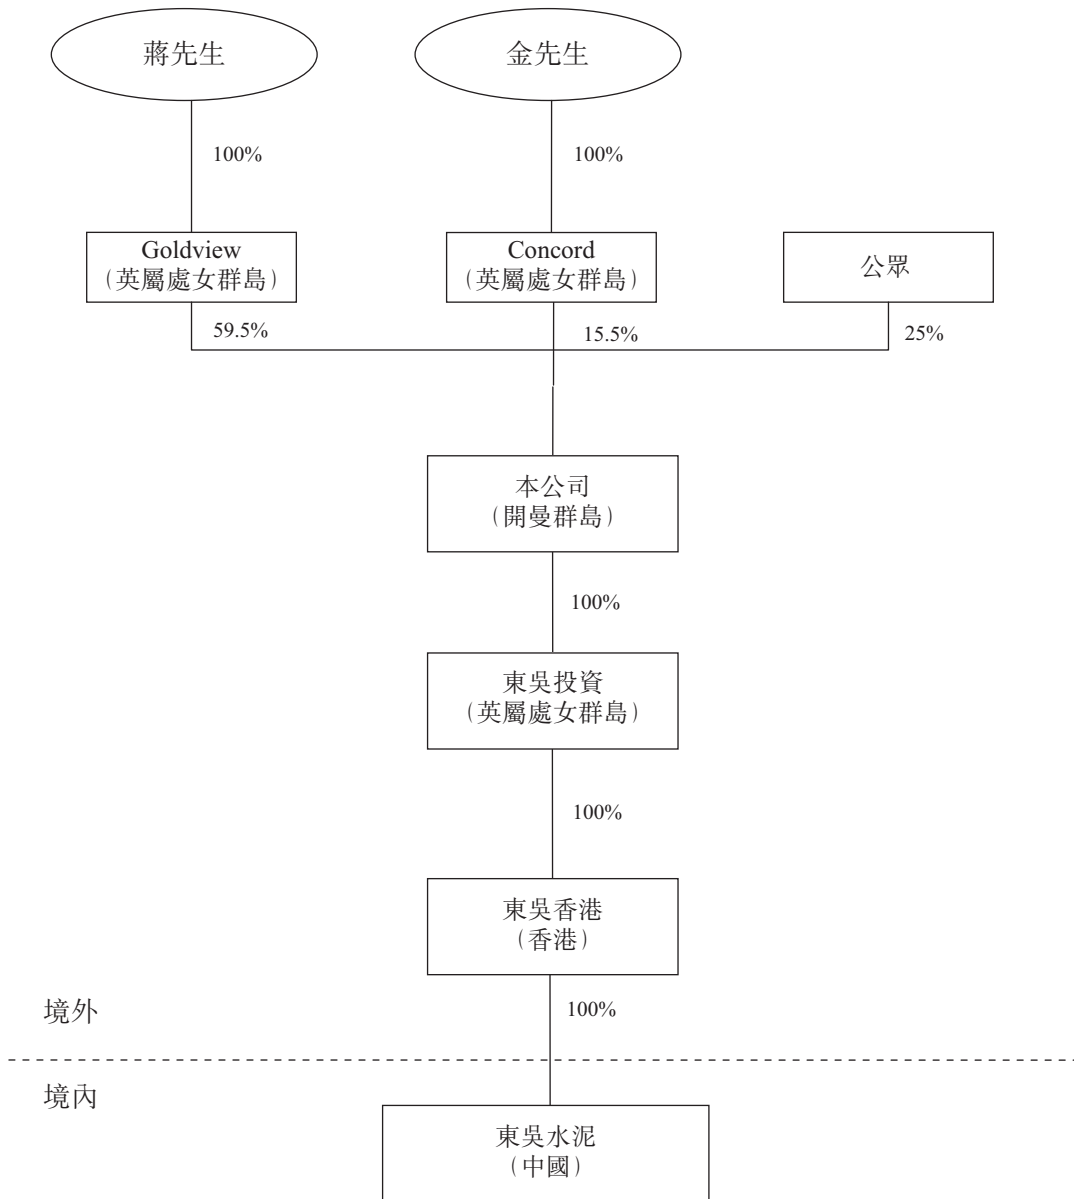 蔣先生
金先生
100%
100%
Goldview
（英屬處女群島）
Concord
（英屬處女群島）
公眾
59.5%
15.5%
25%
本公司
（開曼群島）
100%
東吳投資
（英屬處女群島）
100%
東吳香港
（香港）
境外
100%
境內
東吳水泥
（中國）